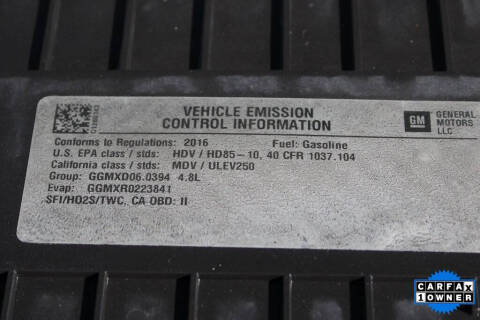 VEHICLE EMISSION
CONTROL INFORMATION
GM
GENERAL
MOTORS
LLC
Conforms to Regulations: 2016 Fuel: Gasoline
U.S. EPA class / stds: HDV / HD85-10, 40 CFR 1037.104
California class / stds: MDV / ULEV250
Group: GGMXD06.0394 4.8L
Evap: GGMXR0223841
SFI/HO2S/TWC, CA OBD: II
CARFAX
1 OWNER